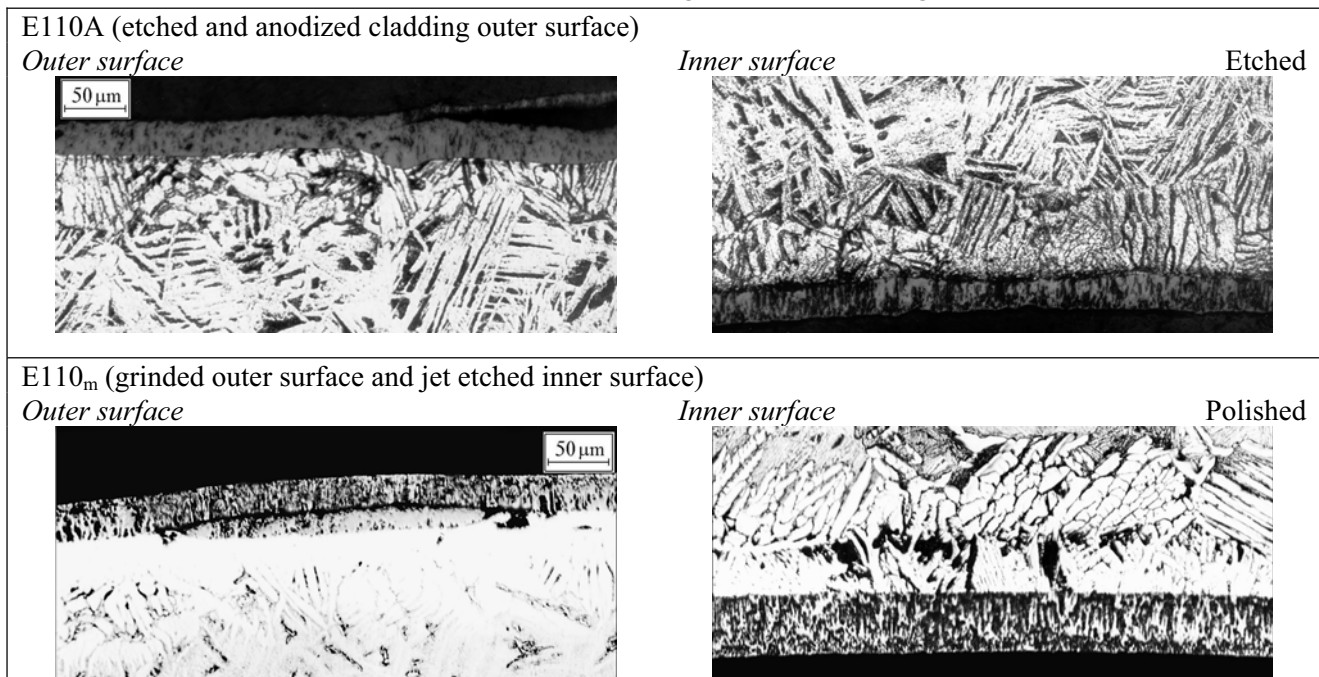 E110A (etched and anodized cladding outer surface)
Outer surface
Inner surface
Etched
50 μm
E110m (grinded outer surface and jet etched inner surface)
Outer surface
Inner surface
Polished
50 μm